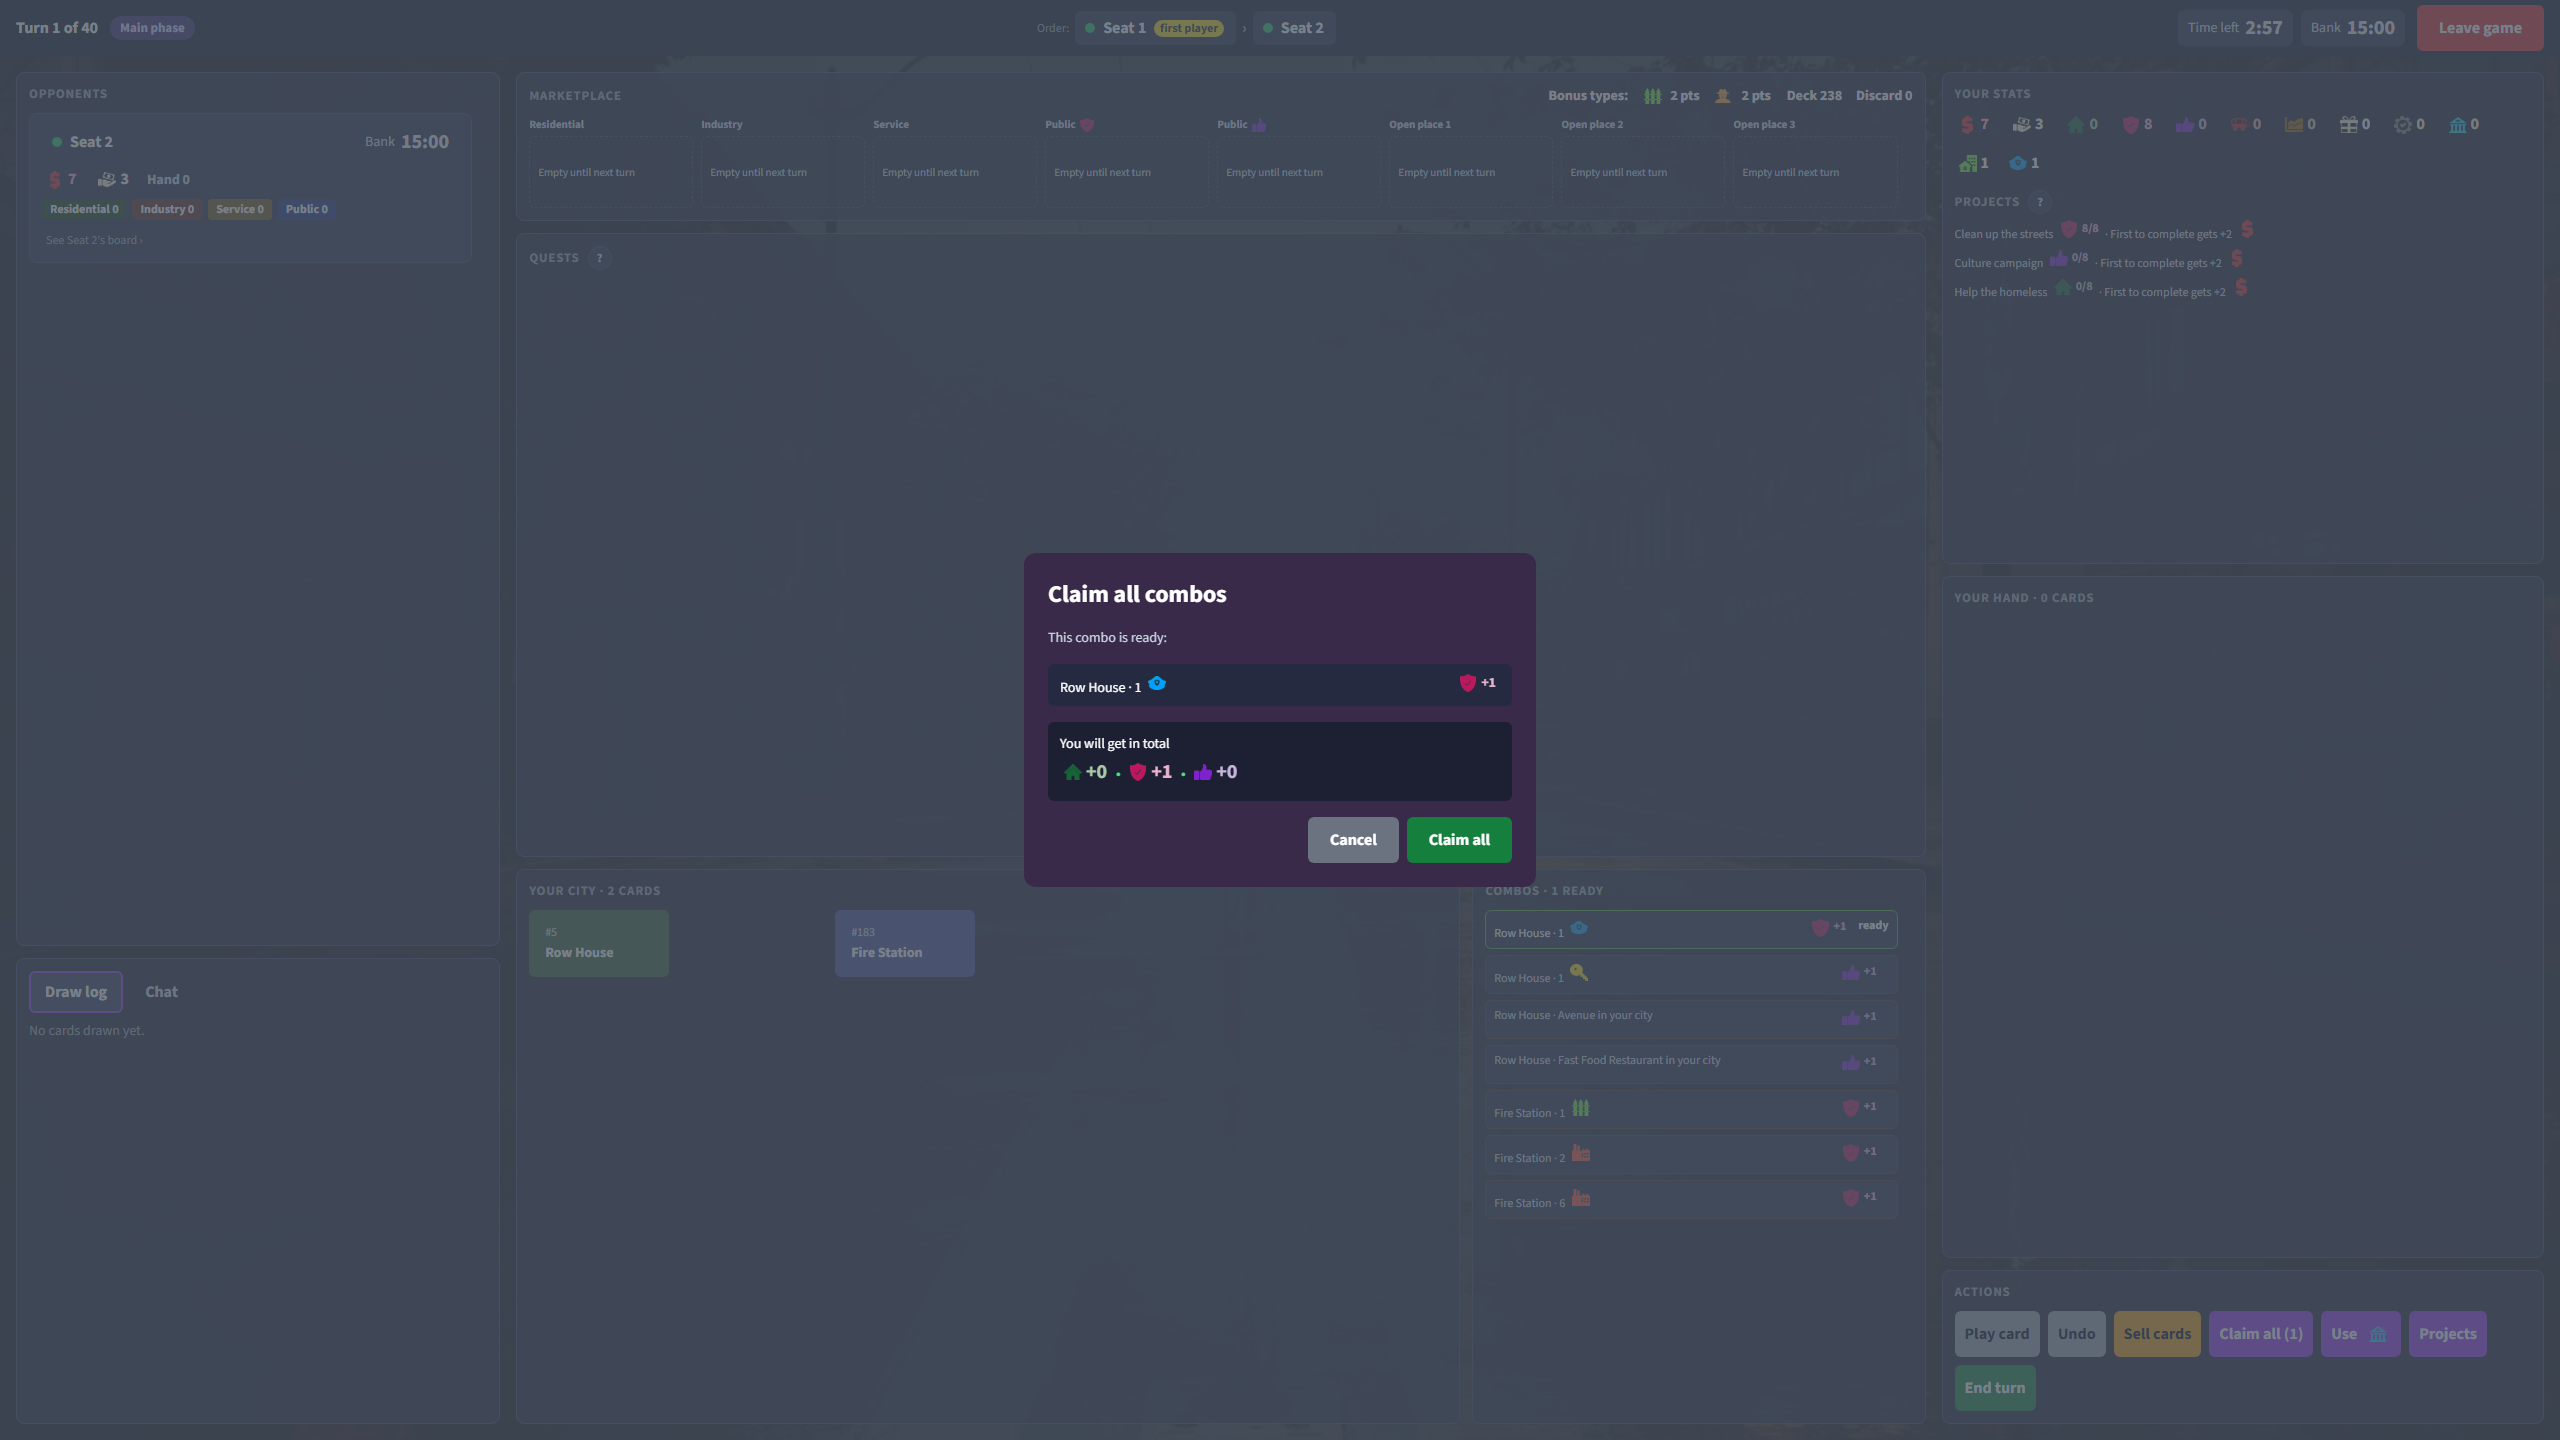 Turn 1 of 40 Main phase
Order: Seat 1 first player › Seat 2
Time left 2:57 Bank 15:00 Leave game
OPPONENTS
Seat 2 Bank 15:00
7 3 Hand 0
Residential 0 Industry 0 Service 0 Public 0
See Seat 2's board ›
MARKETPLACE
Bonus types: 2 pts 2 pts Deck 238 Discard 0
Residential Industry Service Public Public Open place 1 Open place 2 Open place 3
Empty until next turn Empty until next turn Empty until next turn Empty until next turn Empty until next turn Empty until next turn Empty until next turn Empty until next turn
QUESTS ?
YOUR STATS
7 3 0 8 0 0 0 0 0 0
1 1
PROJECTS ?
Clean up the streets 8/8 · First to complete gets +2
Culture campaign 0/8 · First to complete gets +2
Help the homeless 0/8 · First to complete gets +2
Claim all combos
This combo is ready:
Row House · 1 +1
You will get in total
+0 · +1 · +0
Cancel Claim all
YOUR HAND · 0 CARDS
Draw log Chat
No cards drawn yet.
YOUR CITY · 2 CARDS
#5
Row House
#183
Fire Station
COMBOS · 1 READY
Row House · 1 +1 ready
Row House · 1 +1
Row House · Avenue in your city +1
Row House · Fast Food Restaurant in your city +1
Fire Station · 1 +1
Fire Station · 2 +1
Fire Station · 6 +1
ACTIONS
Play card Undo Sell cards Claim all (1) Use Projects
End turn